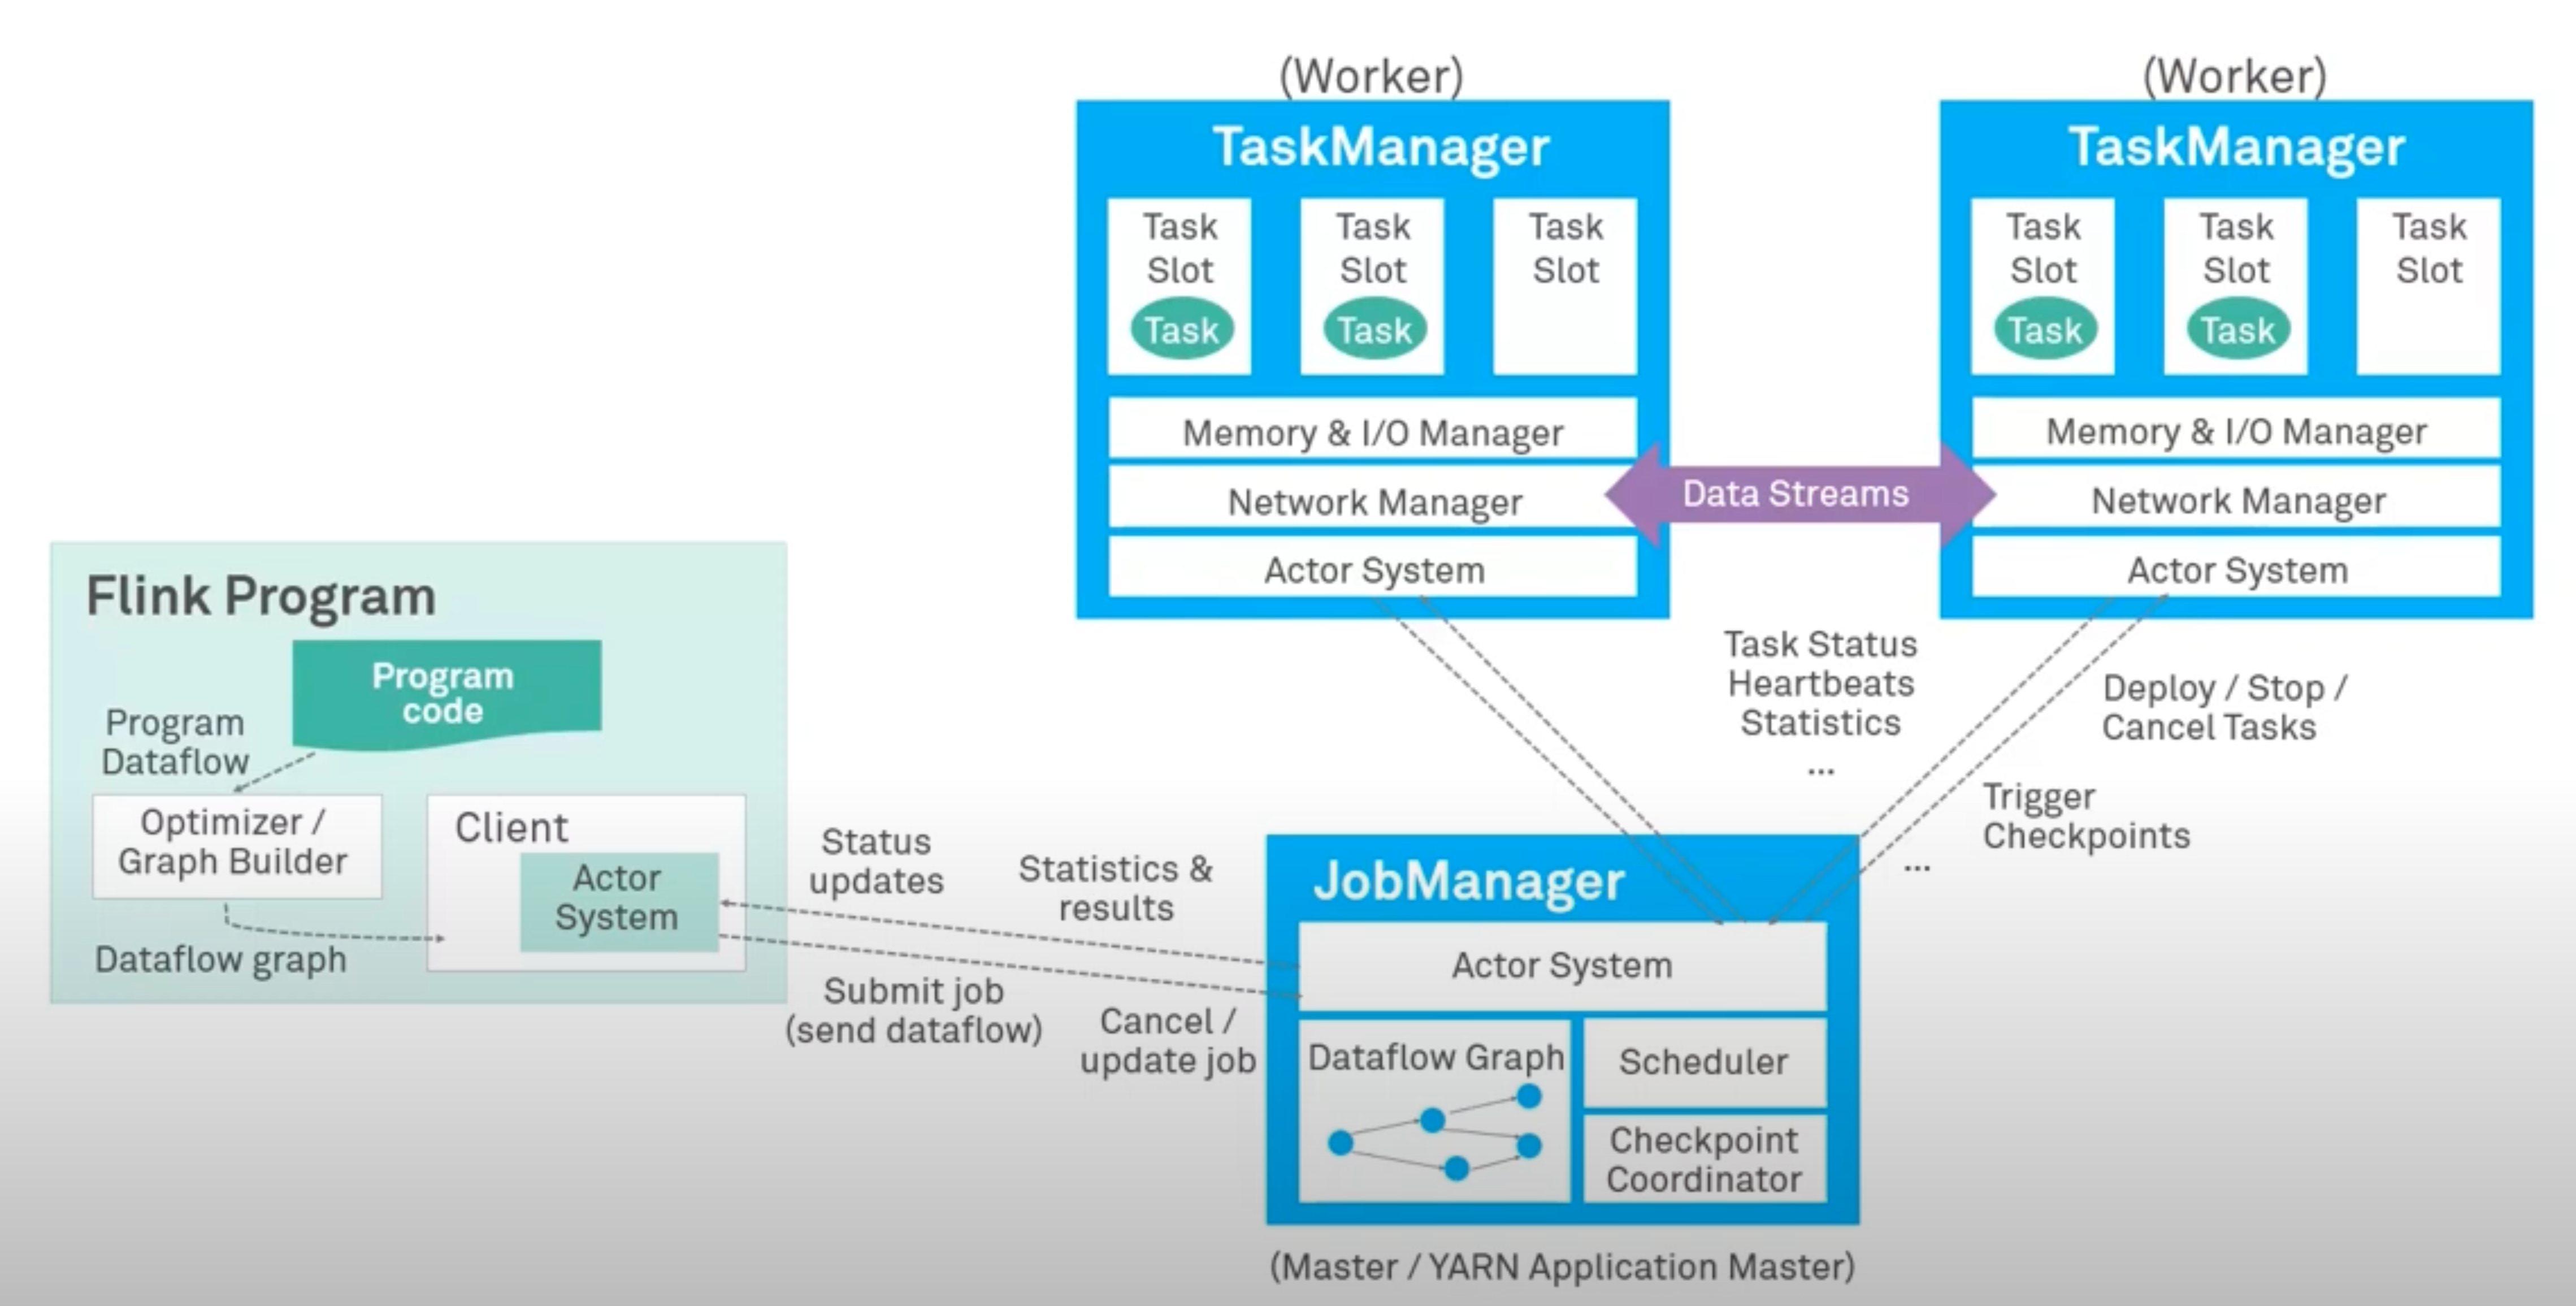 (Worker)
TaskManager
Task
Slot
Task
Task
Slot
Task
Task
Slot
Memory & I/O Manager
Network Manager
Actor System
(Worker)
TaskManager
Task
Slot
Task
Task
Slot
Task
Task
Slot
Memory & I/O Manager
Network Manager
Actor System
Data Streams
Flink Program
Program
code
Program
Dataflow
Optimizer /
Graph Builder
Dataflow graph
Client
Actor
System
Status
updates
Statistics &
results
Submit job
(send dataflow)
Cancel /
update job
Task Status
Heartbeats
Statistics
...
Deploy / Stop /
Cancel Tasks
Trigger
Checkpoints
...
JobManager
Actor System
Dataflow Graph
Scheduler
Checkpoint
Coordinator
(Master / YARN Application Master)